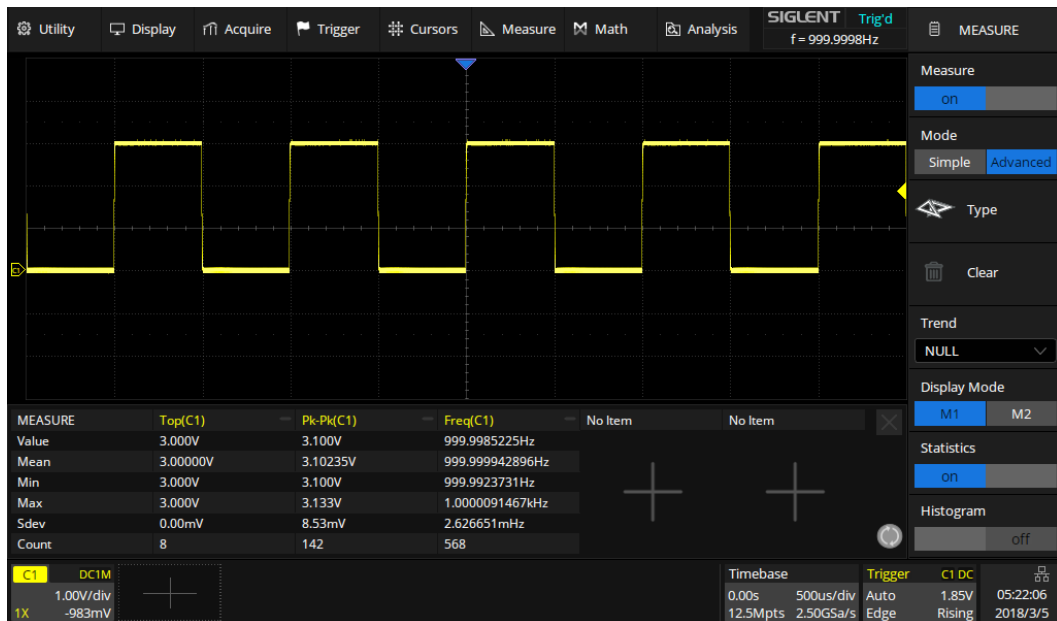 Utility Display Acquire Trigger Cursors Measure Math Analysis SIGLENT Trig'd MEASURE
f = 999.9998Hz
Measure
on
Mode
Simple Advanced
Type
Clear
Trend
NULL
Display Mode
M1 M2
Statistics
on
Histogram
off
C1
MEASURE Top(C1) Pk-Pk(C1) Freq(C1) No Item No Item
Value 3.000V 3.100V 999.9985225Hz
Mean 3.00000V 3.10235V 999.999942896Hz
Min 3.000V 3.100V 999.9923731Hz
Max 3.000V 3.133V 1.0000091467kHz
Sdev 0.00mV 8.53mV 2.626651mHz
Count 8 142 568
C1 DC1M Timebase Trigger C1 DC
1.00V/div 0.00s 500us/div Auto 1.85V 05:22:06
1X -983mV 12.5Mpts 2.50GSa/s Edge Rising 2018/3/5